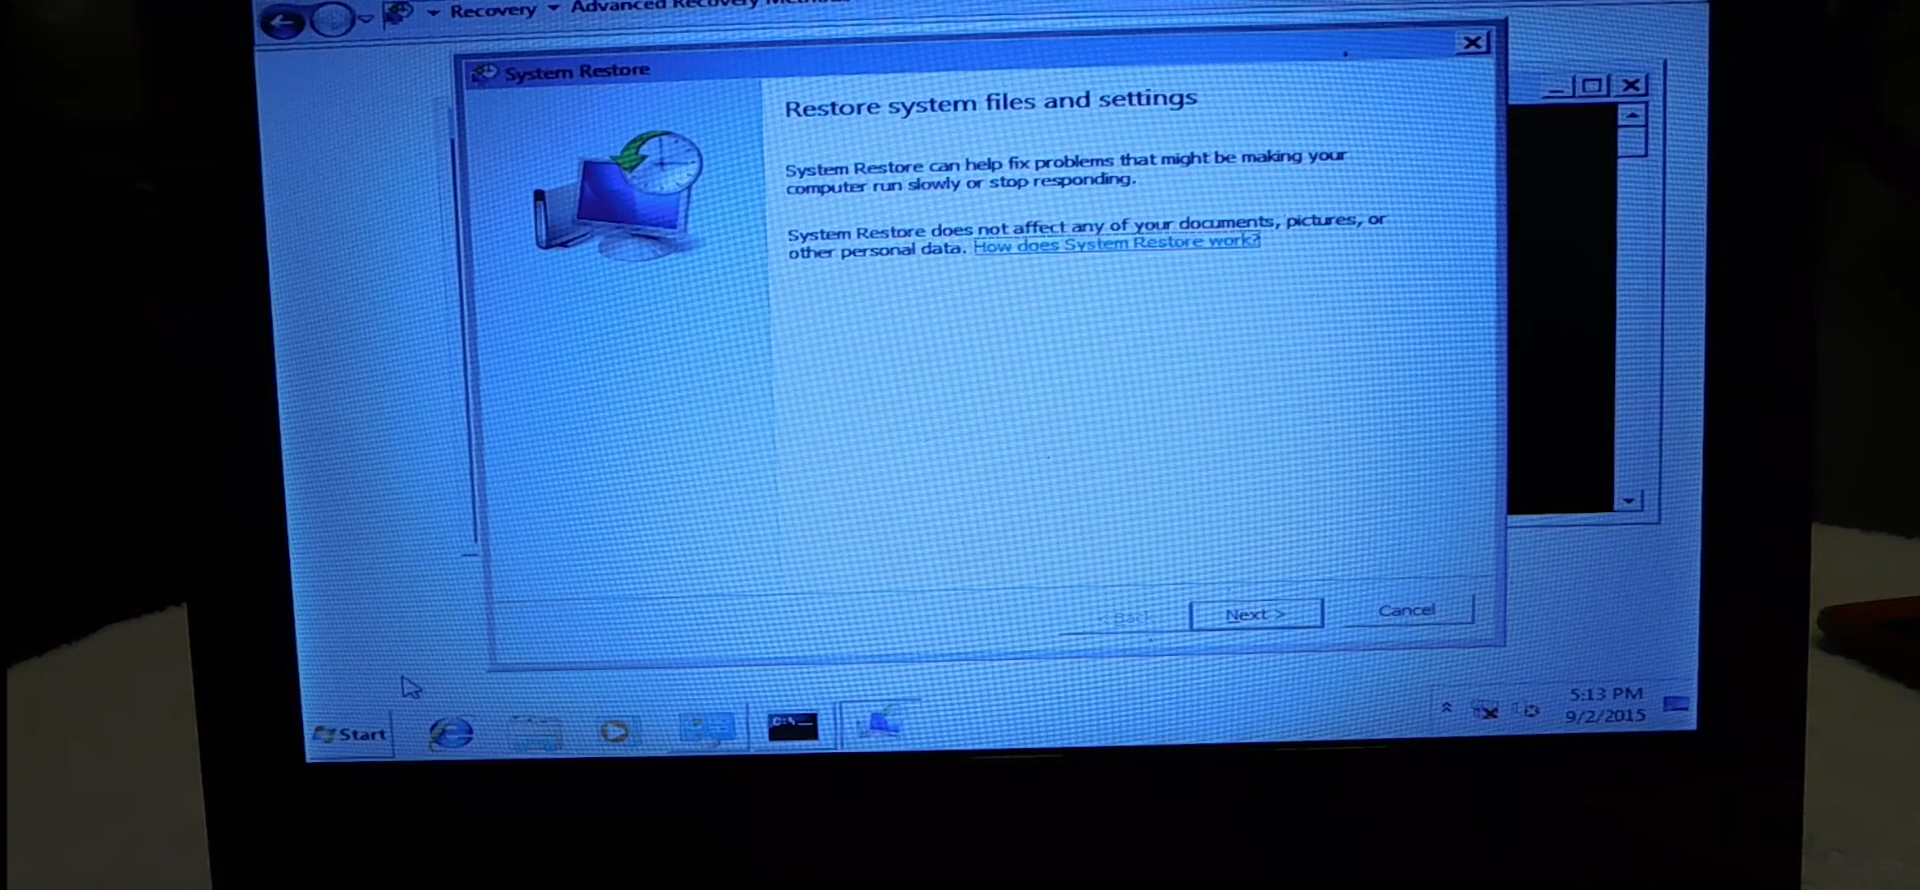 Recovery Advanced Recovery
System Restore
Restore system files and settings
System Restore can help fix problems that might be making your
computer run slowly or stop responding.
System Restore does not affect any of your documents, pictures, or
other personal data. How does System Restore work?
< Back Next > Cancel
Start
C:\
5:13 PM
9/2/2015